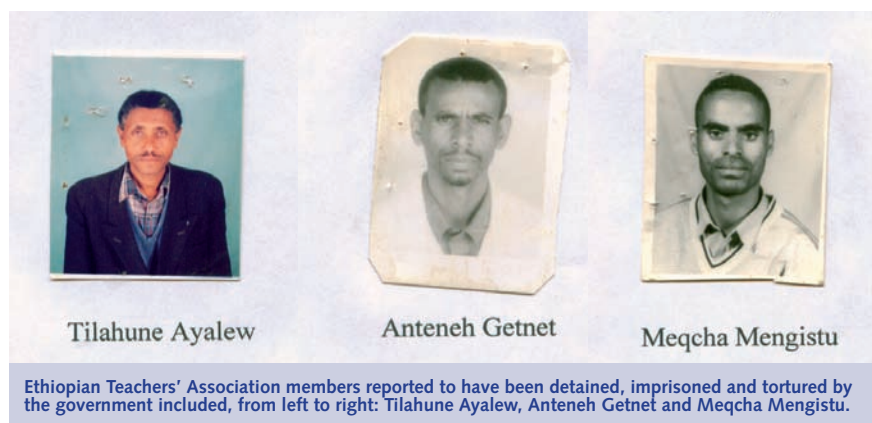 Tilahune Ayalew
Anteneh Getnet
Meqcha Mengistu
Ethiopian Teachers' Association members reported to have been detained, imprisoned and tortured by
the government included, from left to right: Tilahune Ayalew, Anteneh Getnet and Meqcha Mengistu.